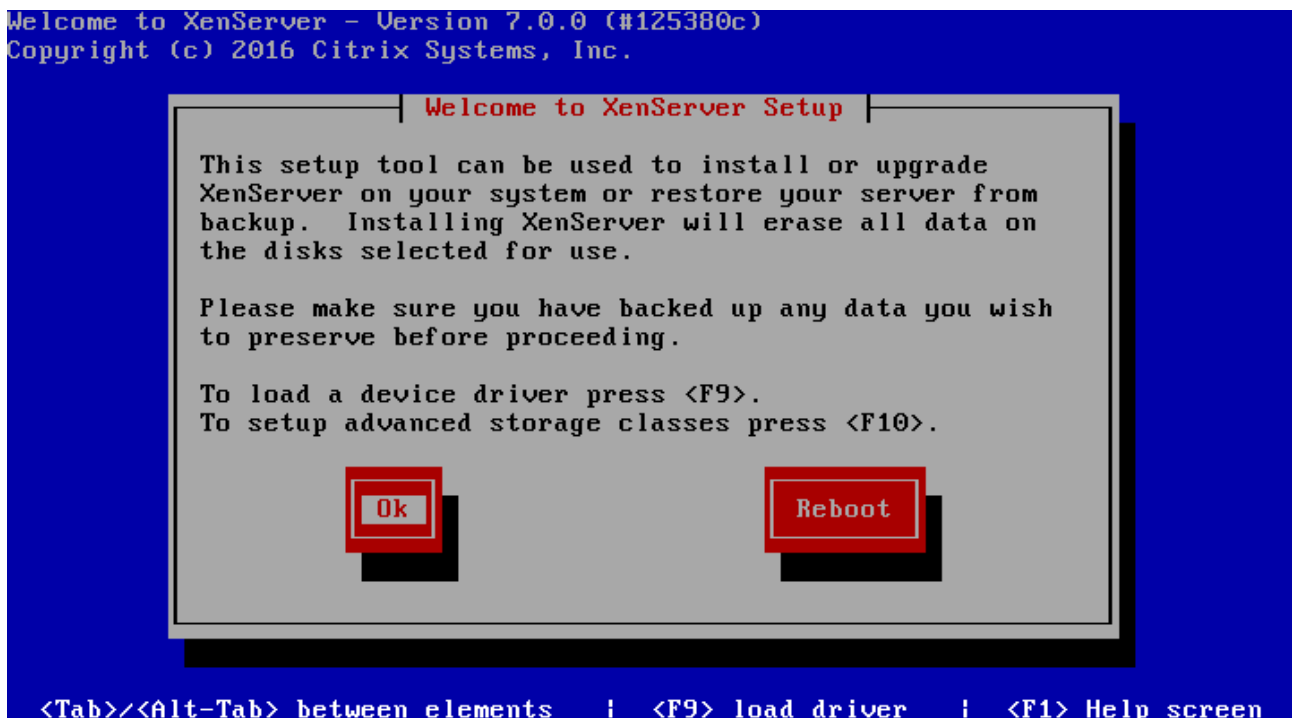 Welcome to XenServer - Version 7.0.0 (#125380c)
Copyright (c) 2016 Citrix Systems, Inc.
Welcome to XenServer Setup
This setup tool can be used to install or upgrade
XenServer on your system or restore your server from
backup.  Installing XenServer will erase all data on
the disks selected for use.
Please make sure you have backed up any data you wish
to preserve before proceeding.
To load a device driver press <F9>.
To setup advanced storage classes press <F10>.
Ok
Reboot
<Tab>/<Alt-Tab> between elements | <F9> load driver | <F1> Help screen